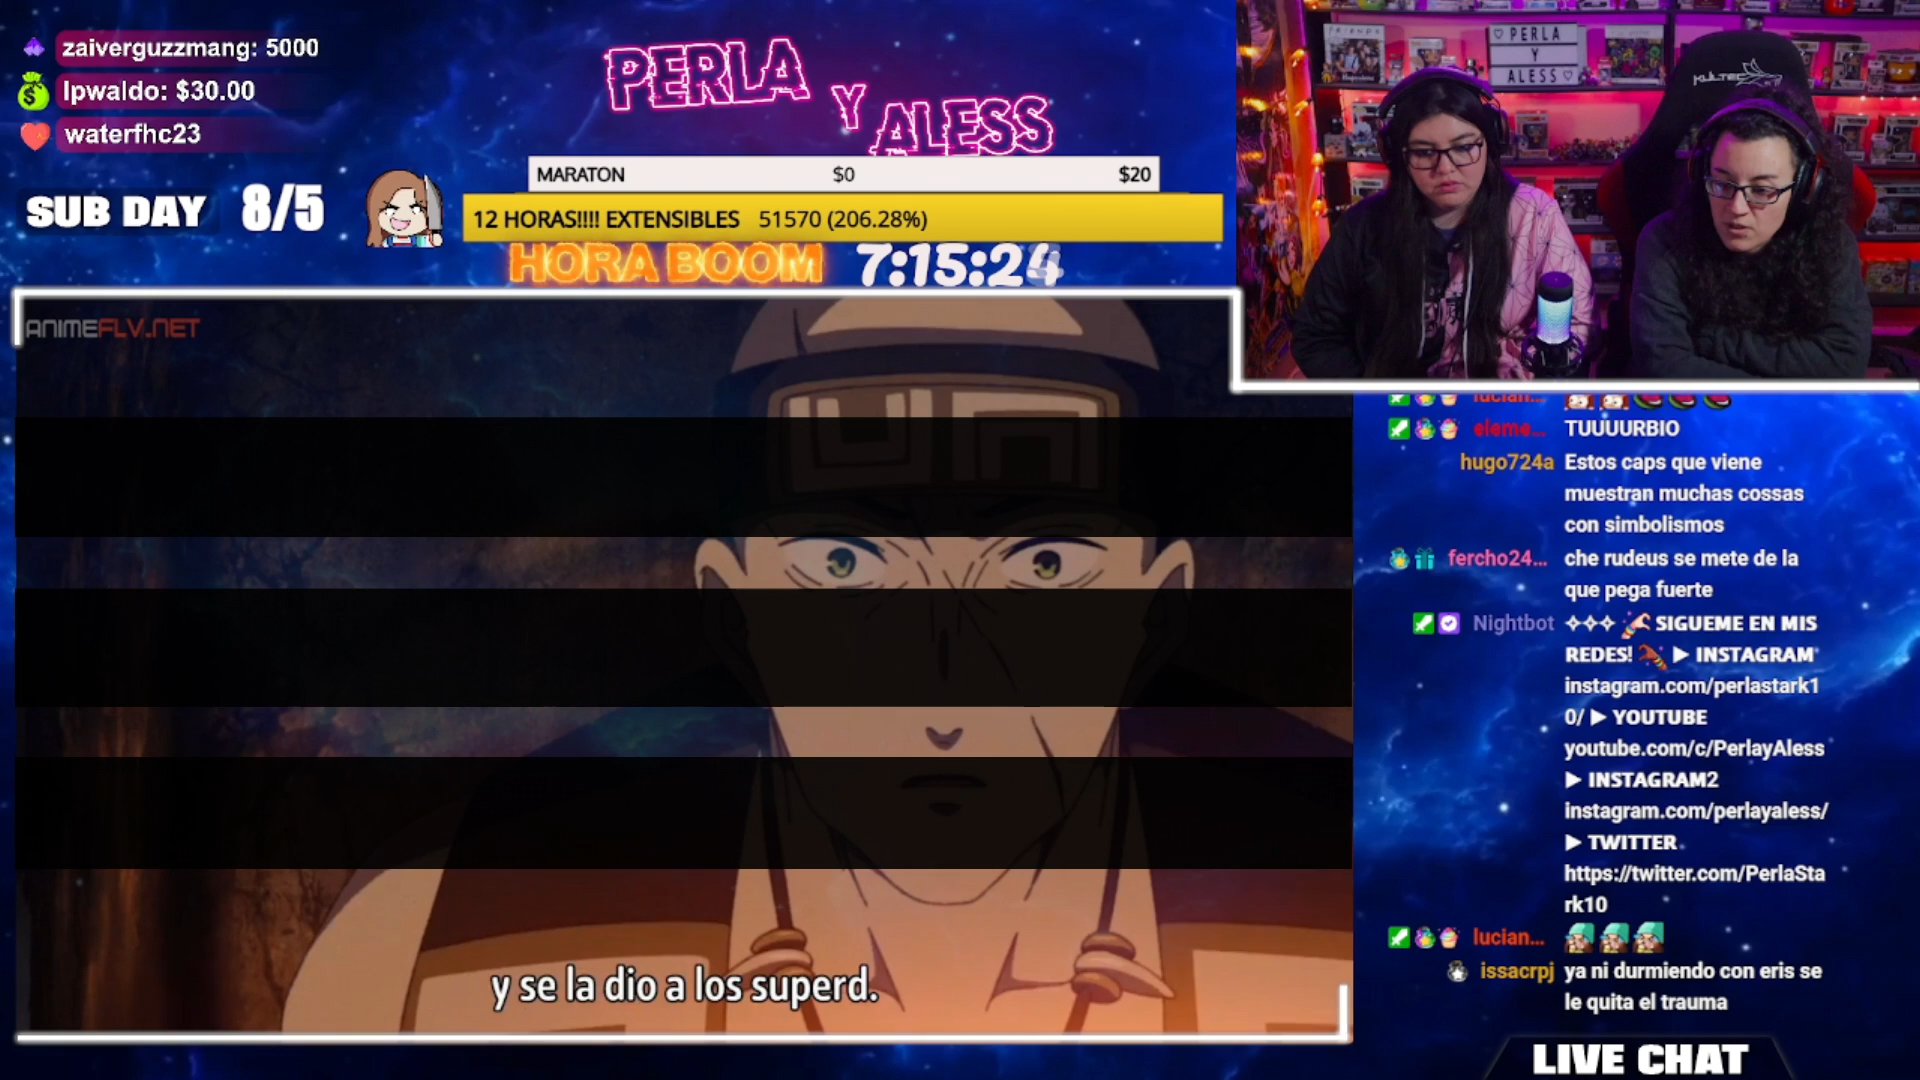 zaiverguzzmang: 5000
lpwaldo: $30.00
waterfhc23
SUB DAY 8/5
PERLA
Y
ALESS
MARATON $0 $20
12 HORAS!!!! EXTENSIBLES 51570 (206.28%)
HORA BOOM 7:15:24
PERLA
Y
ALESS
ANIMEFLV.NET
y se la dio a los superd.
lucian...
eleme... TUUUURBIO
hugo724a Estos caps que viene
muestran muchas cossas
con simbolismos
fercho24... che rudeus se mete de la
que pega fuerte
Nightbot ✧✧✧ SIGUEME EN MIS
REDES! ▶ INSTAGRAM
instagram.com/perlastark1
0/ ▶ YOUTUBE
youtube.com/c/PerlayAless
▶ INSTAGRAM2
instagram.com/perlayaless/
▶ TWITTER
https://twitter.com/PerlaSta
rk10
lucian...
issacrpj ya ni durmiendo con eris se
le quita el trauma
LIVE CHAT